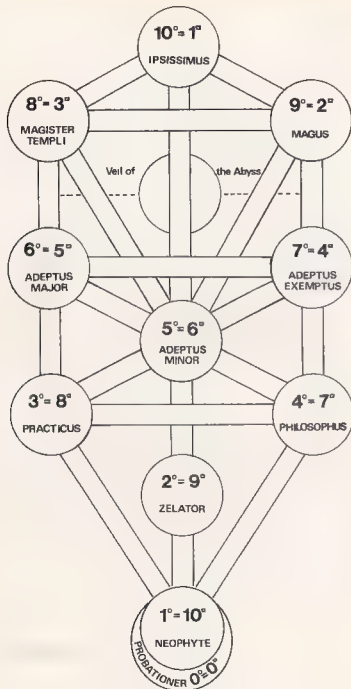 10°=1□
IPSISSIMUS
8°=3□
MAGISTER
TEMPLI
9°=2□
MAGUS
Veil of the Abyss
6°=5□
ADEPTUS
MAJOR
7°=4□
ADEPTUS
EXEMPTUS
5°=6□
ADEPTUS
MINOR
3°=8□
PRACTICUS
4°=7□
PHILOSOPHUS
2°=9□
ZELATOR
1°=10□
NEOPHYTE
PROBATIONER 0°=0□